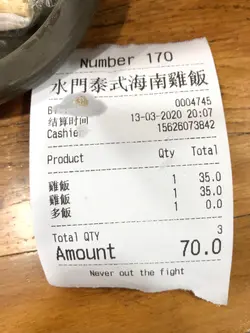 Number 170
水門泰式海南雞飯
0004745
结算时间 13-03-2020 20:07
Cashie 15626073842
Product Qty Total
雞飯 1 35.0
雞飯 1 35.0
多飯 1 0.0
Total QTY 3
Amount 70.0
Never out the fight